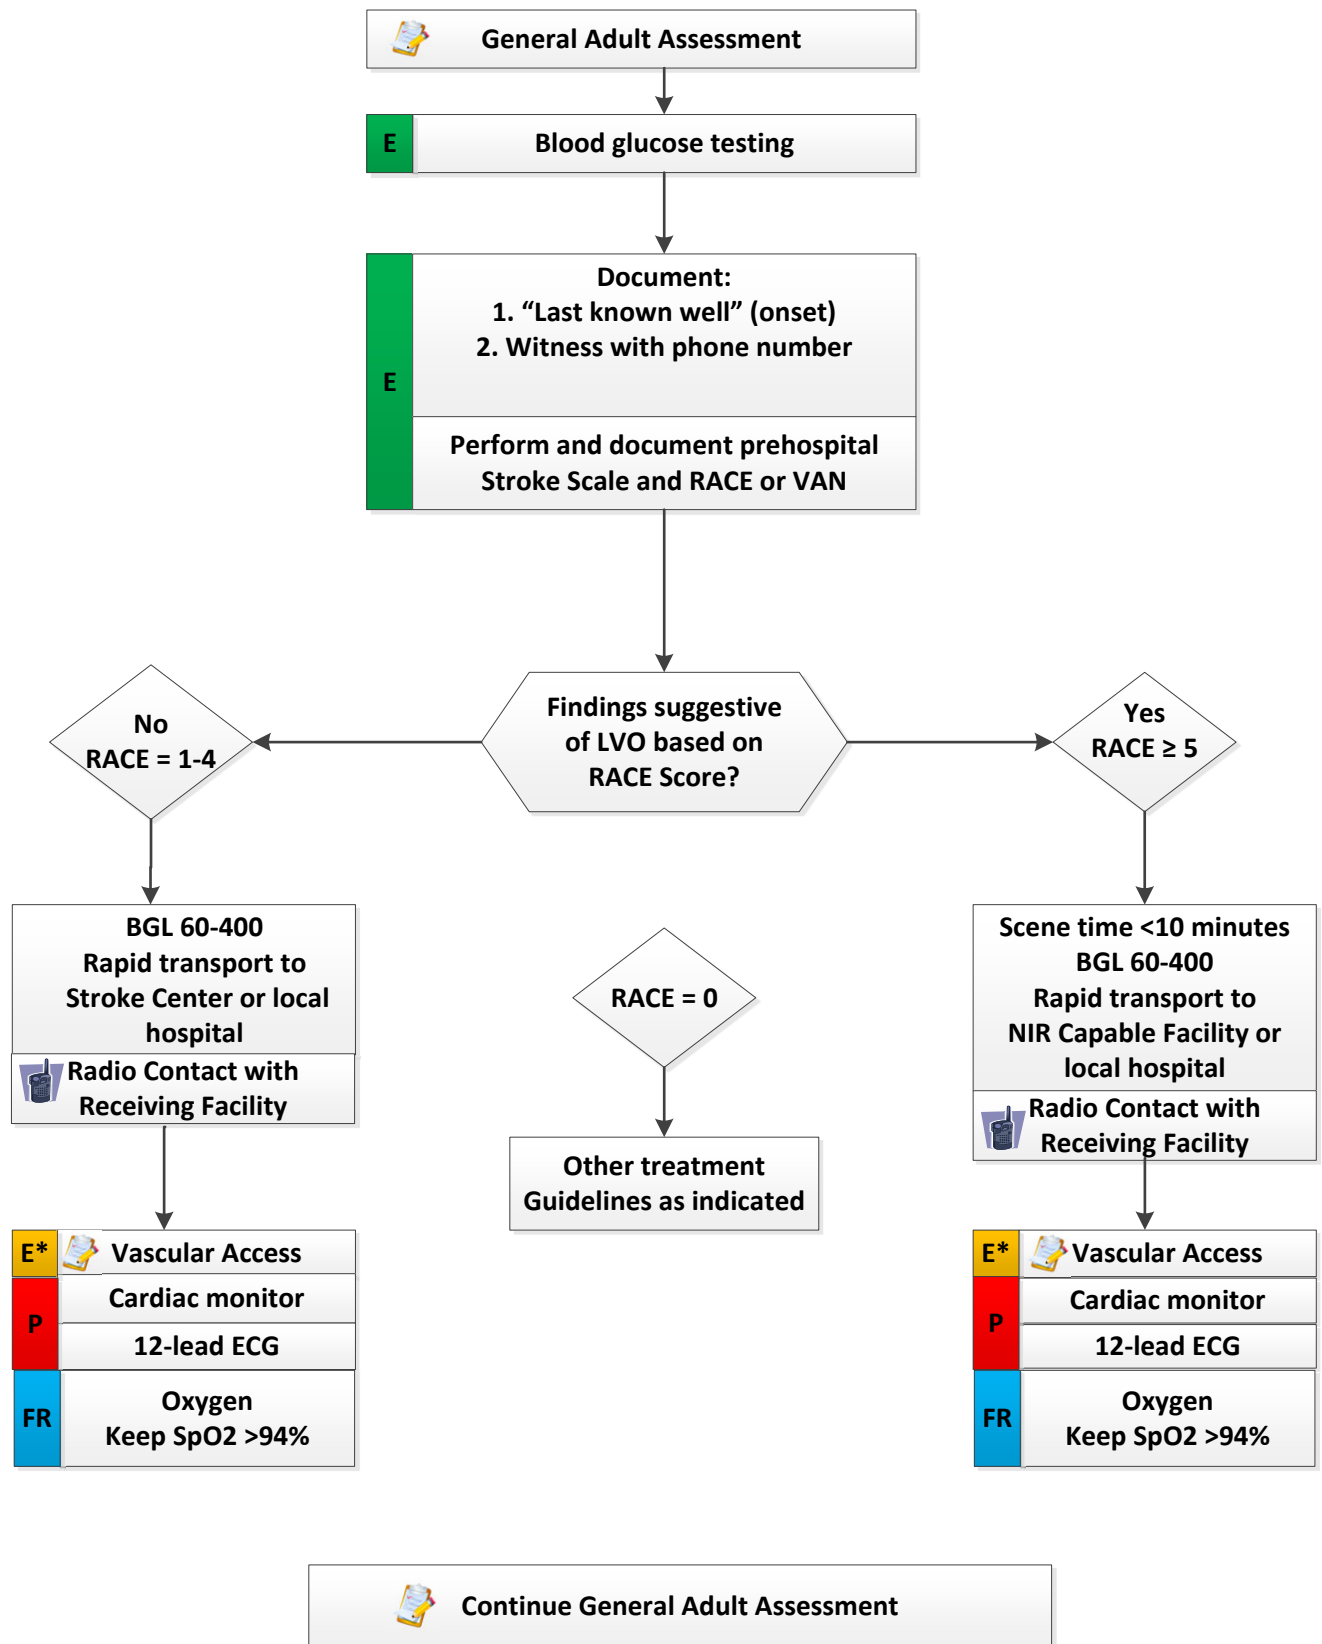 General Adult Assessment
E
Blood glucose testing
E
Document:
1. “Last known well” (onset)
2. Witness with phone number
Perform and document prehospital
Stroke Scale and RACE or VAN
Findings suggestive
of LVO based on
RACE Score?
No
RACE = 1-4
Yes
RACE ≥ 5
BGL 60-400
Rapid transport to
Stroke Center or local
hospital
Radio Contact with
Receiving Facility
E*
Vascular Access
P
Cardiac monitor
12-lead ECG
FR
Oxygen
Keep SpO2 >94%
RACE = 0
Other treatment
Guidelines as indicated
Scene time <10 minutes
BGL 60-400
Rapid transport to
NIR Capable Facility or
local hospital
Radio Contact with
Receiving Facility
E*
Vascular Access
P
Cardiac monitor
12-lead ECG
FR
Oxygen
Keep SpO2 >94%
Continue General Adult Assessment